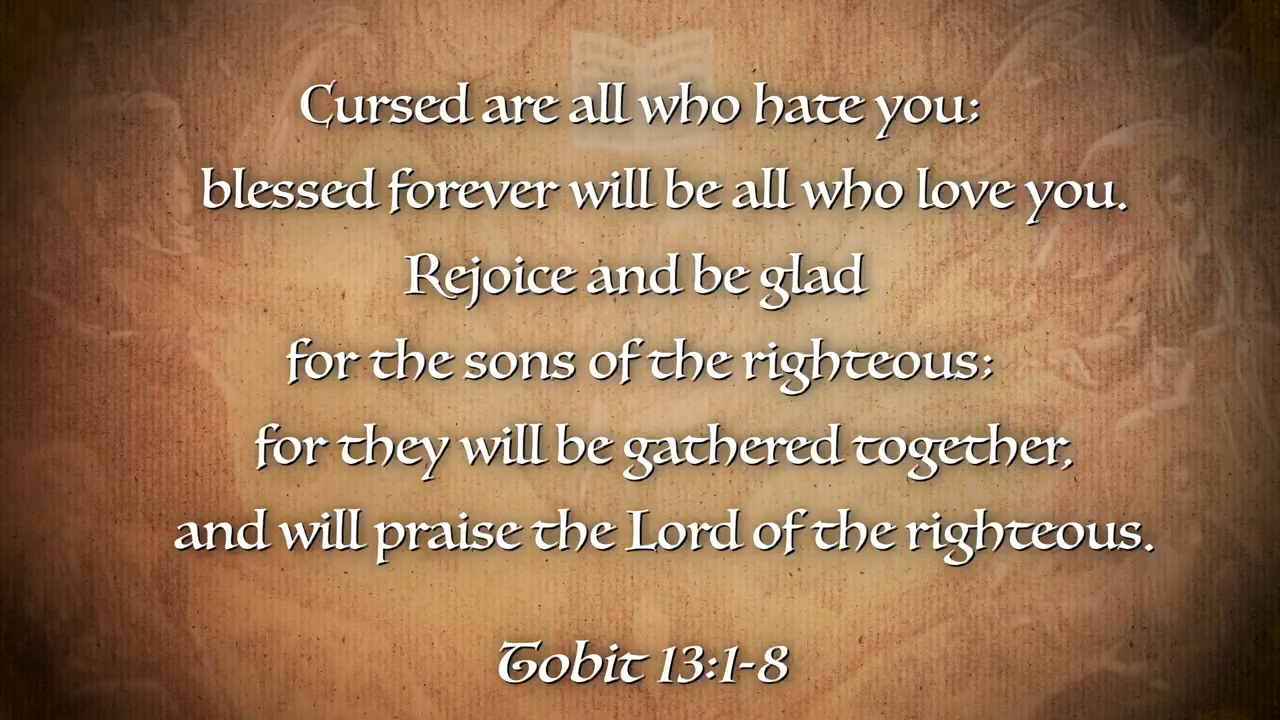 Cursed are all who hate you;
blessed forever will be all who love you.
Rejoice and be glad
for the sons of the righteous;
for they will be gathered together,
and will praise the Lord of the righteous.
Tobit 13:1-8